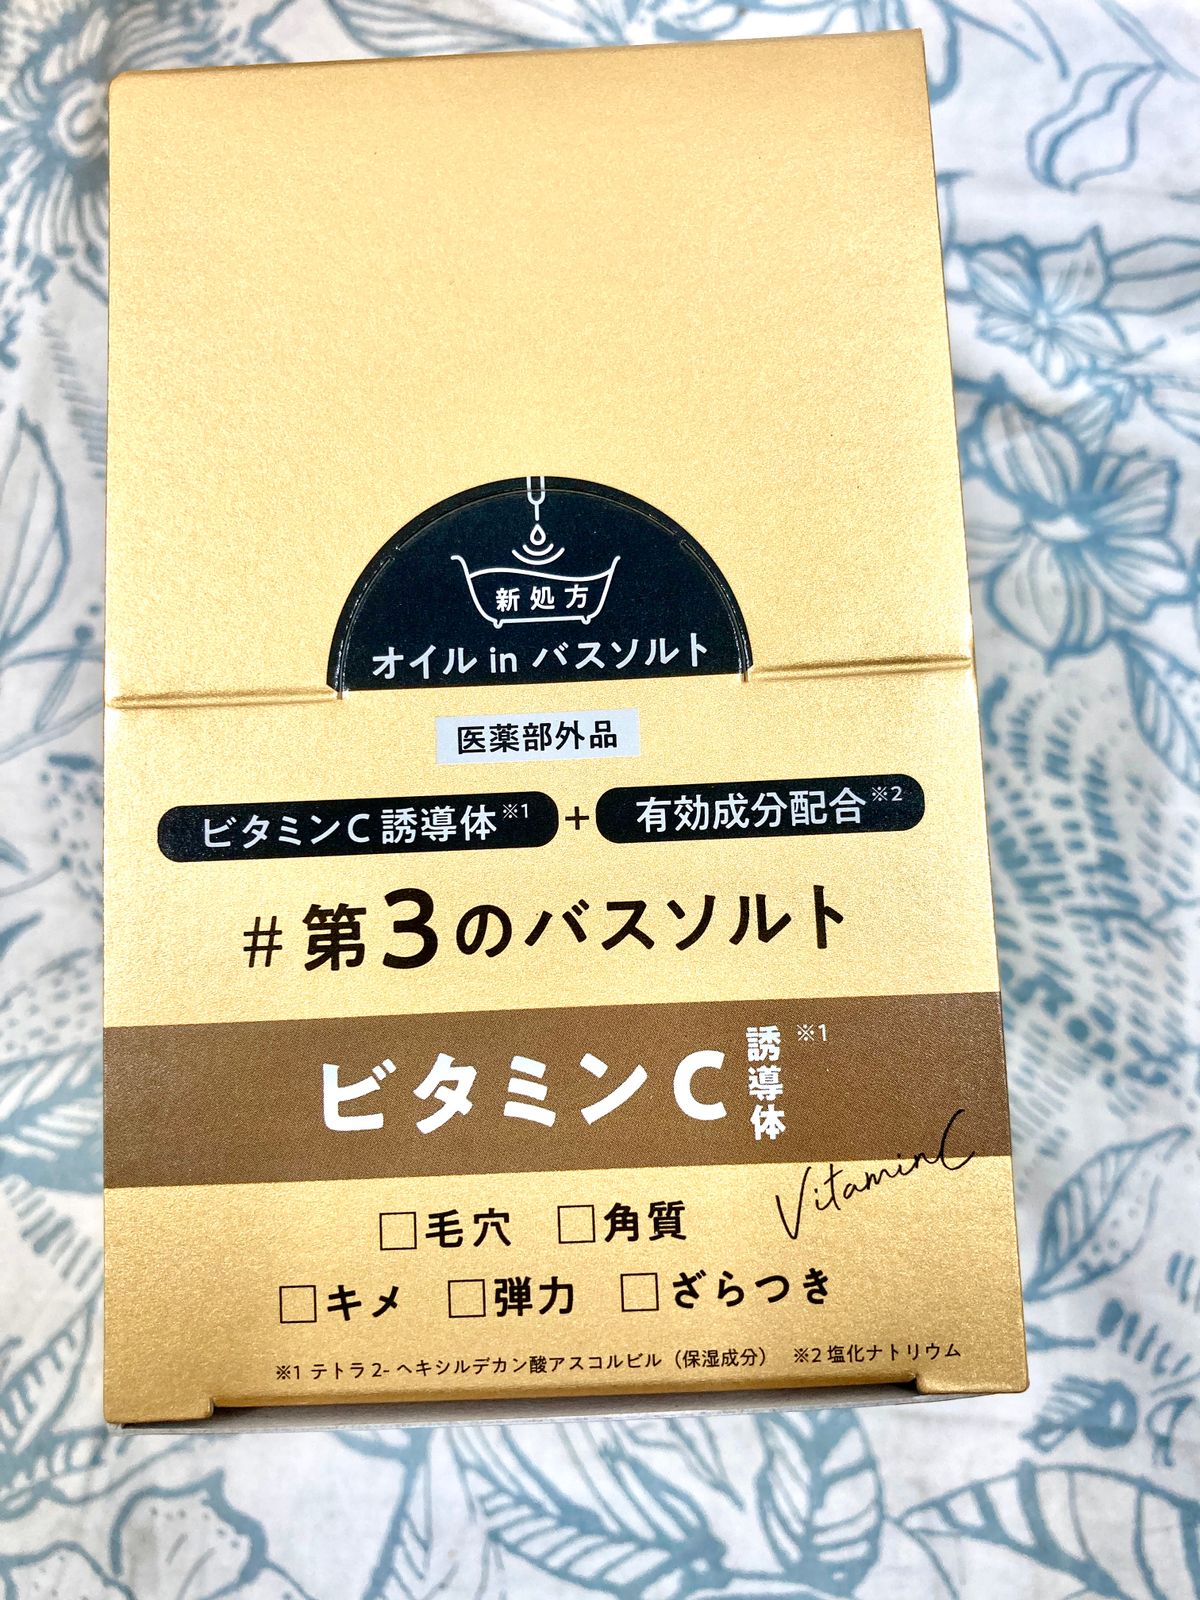 新処方
オイル in バスソルト
医薬部外品
ビタミンC 誘導体※1 + 有効成分配合※2
#第3のバスソルト
ビタミンC誘導体※1
VitaminC
□毛穴 □角質
□キメ □弾力 □ざらつき
※1 テトラ2-ヘキシルデカン酸アスコルビル（保湿成分） ※2 塩化ナトリウム